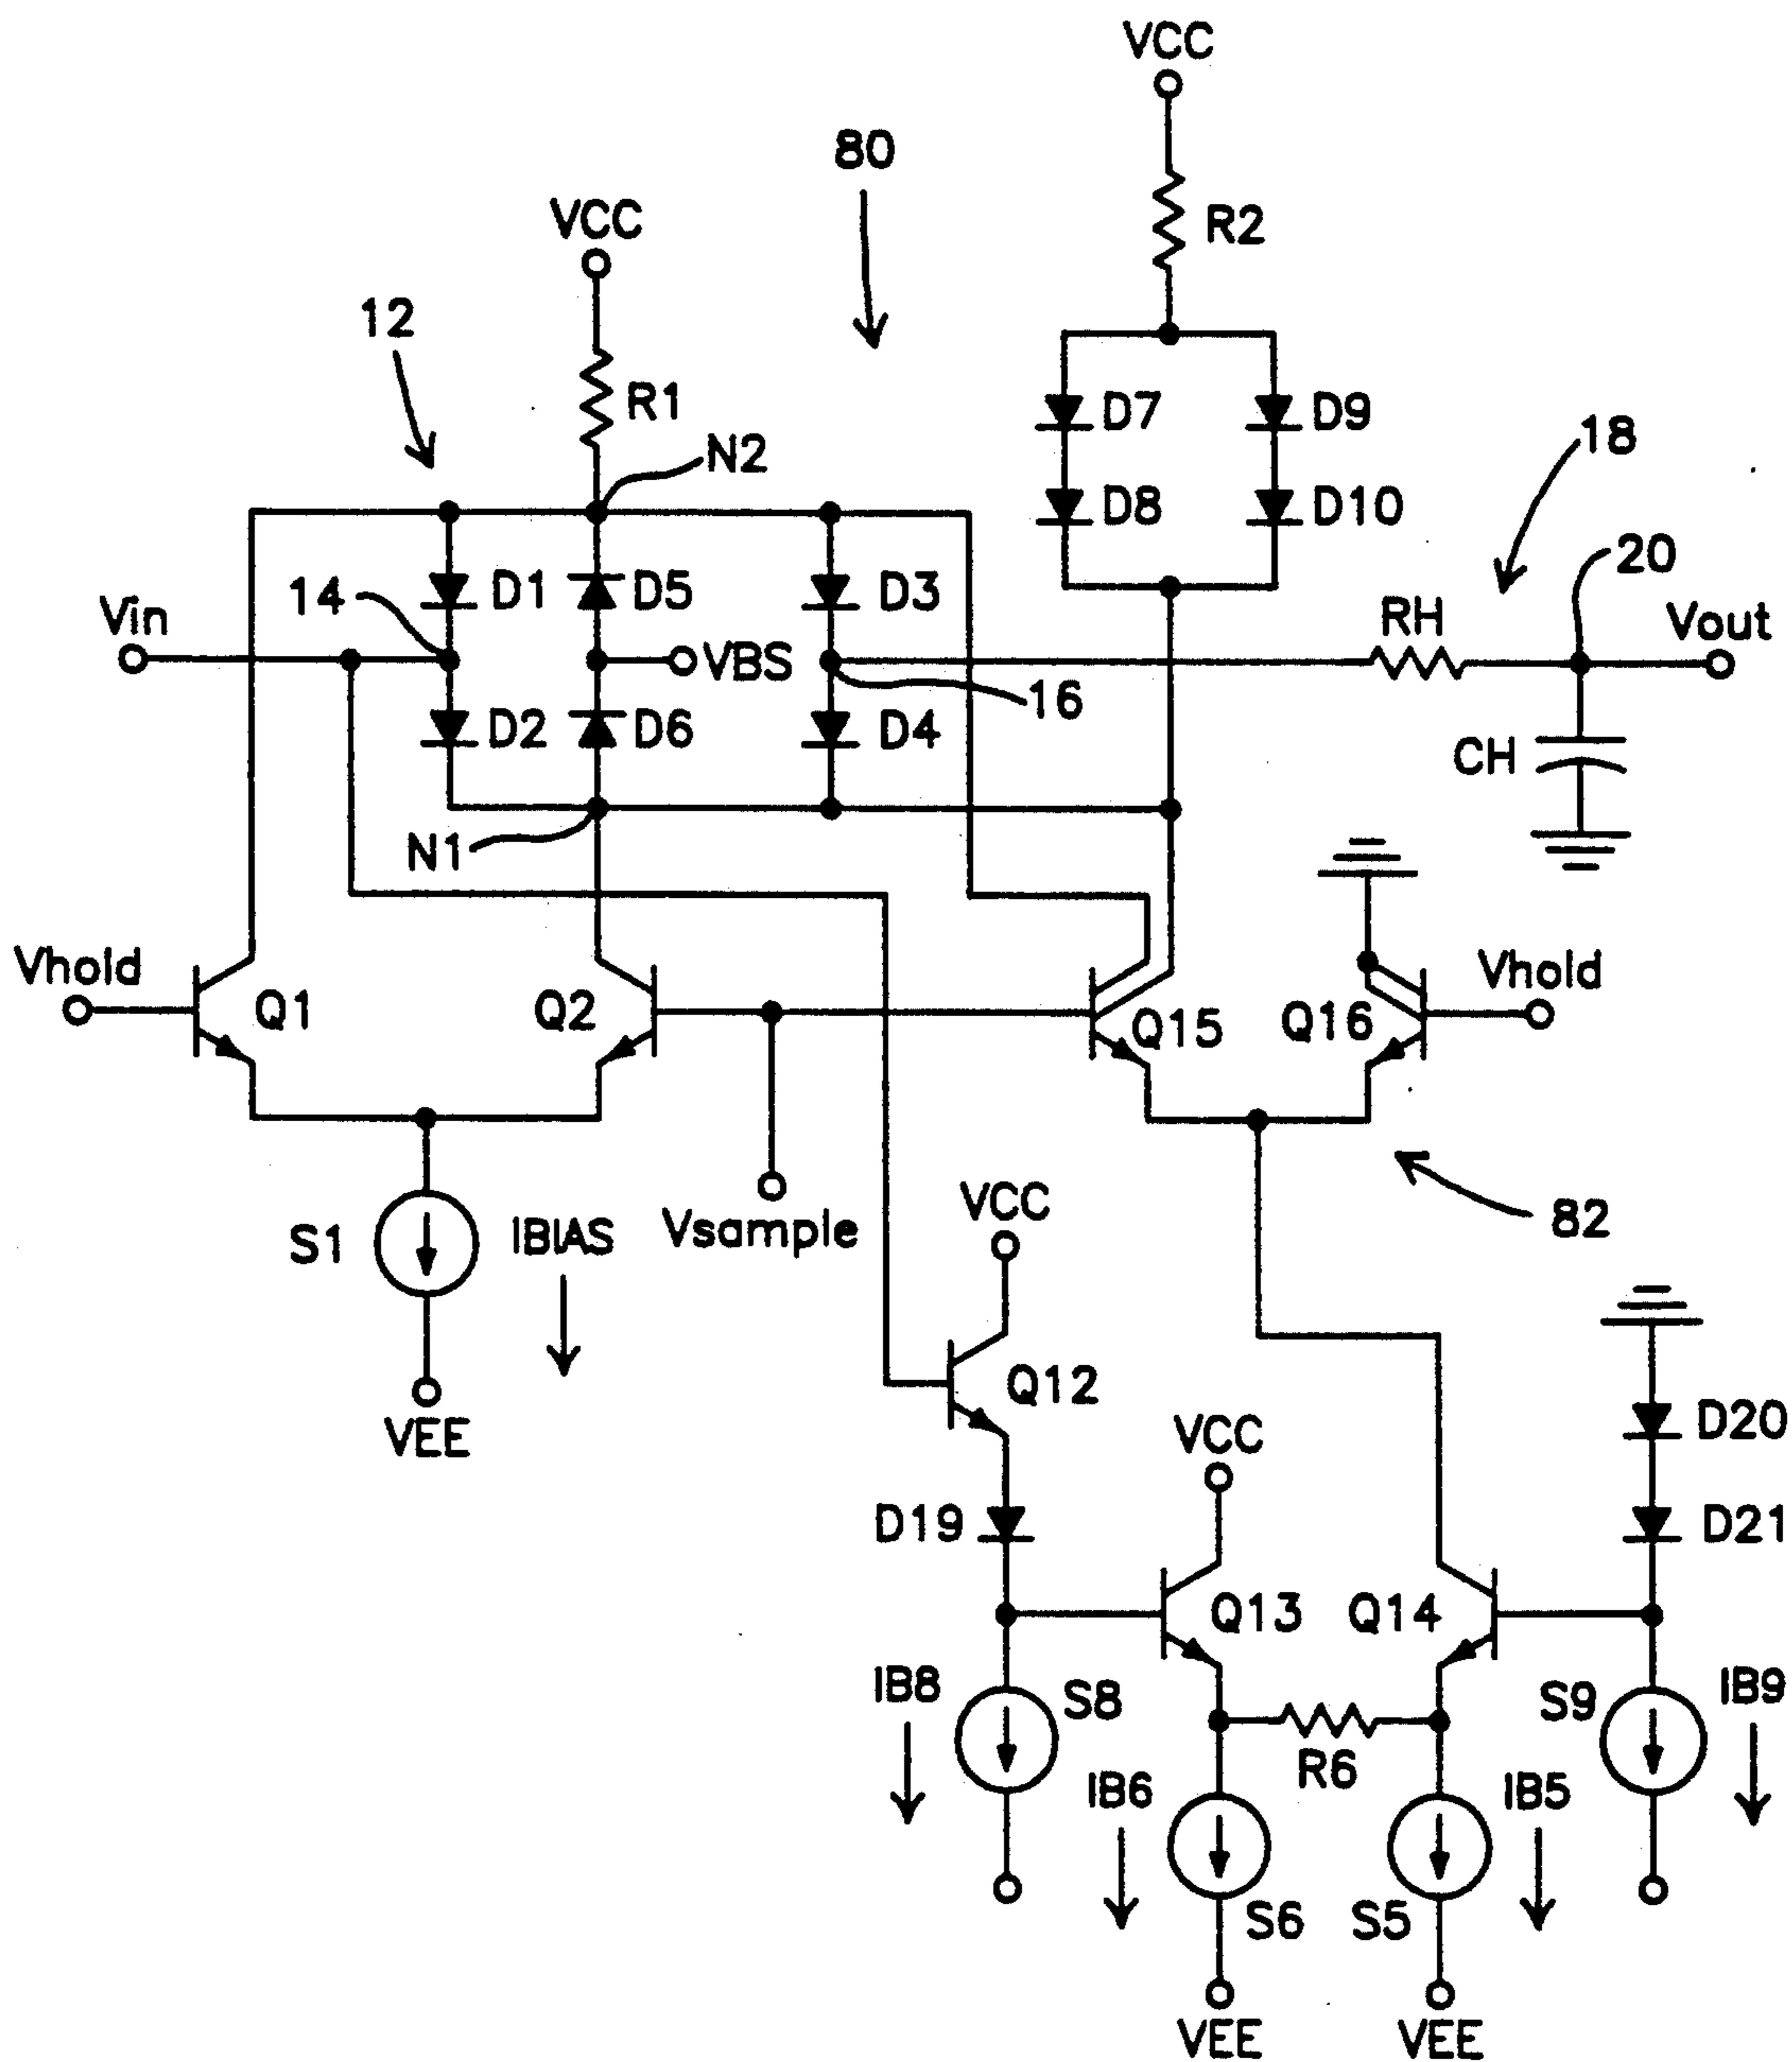 VCC
80
R2
VCC
12
R1
D7 D9
18
N2
D8 D10
20
14
D1 D5 D3
RH
Vin
Vout
VBS
16
D2 D6 D4
CH
N1
Vhold
Q1 Q2
Q15 Q16
Vhold
Vsample
VCC
82
S1
IBIAS
Q12
VEE
VCC
D20
D19
D21
Q13 Q14
IB8 S8
S9 IB9
R6
IB6
IB5
S6 S5
VEE VEE